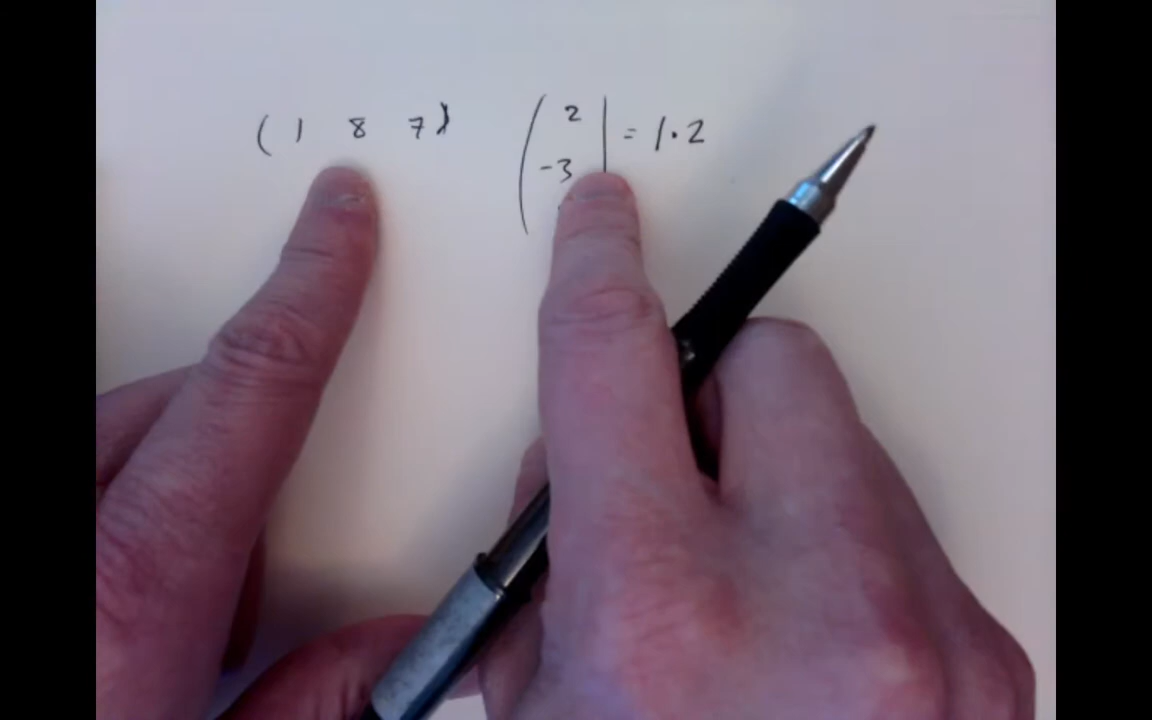 ( 1 8 7 ) ( 2 ) = 1 · 2
-3